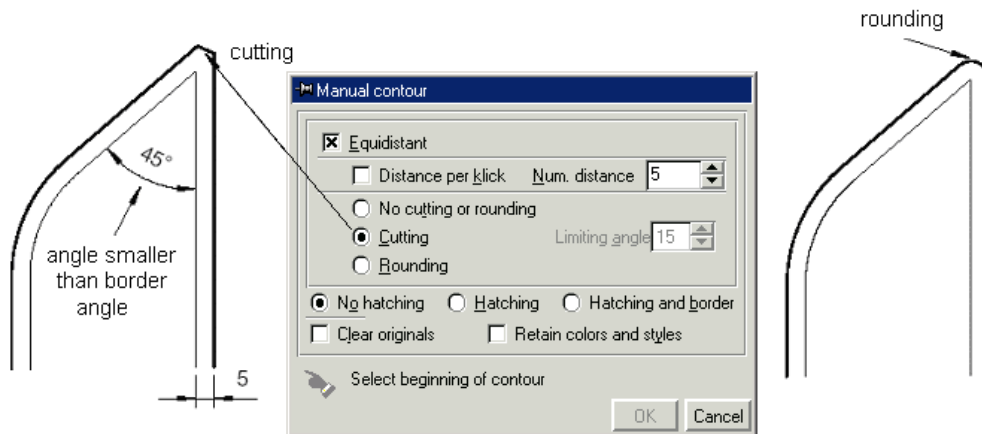 rounding
cutting
Manual contour
Equidistant
Distance per klick Num. distance 5
No cutting or rounding
Cutting Limiting angle 15
Rounding
No hatching Hatching Hatching and border
Clear originals Retain colors and styles
Select beginning of contour
OK Cancel
45°
angle smaller
than border
angle
5